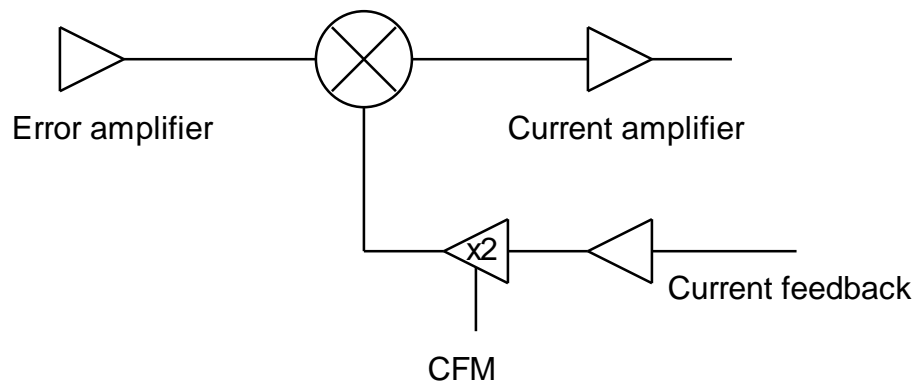 Error amplifier
Current amplifier
x2
Current feedback
CFM